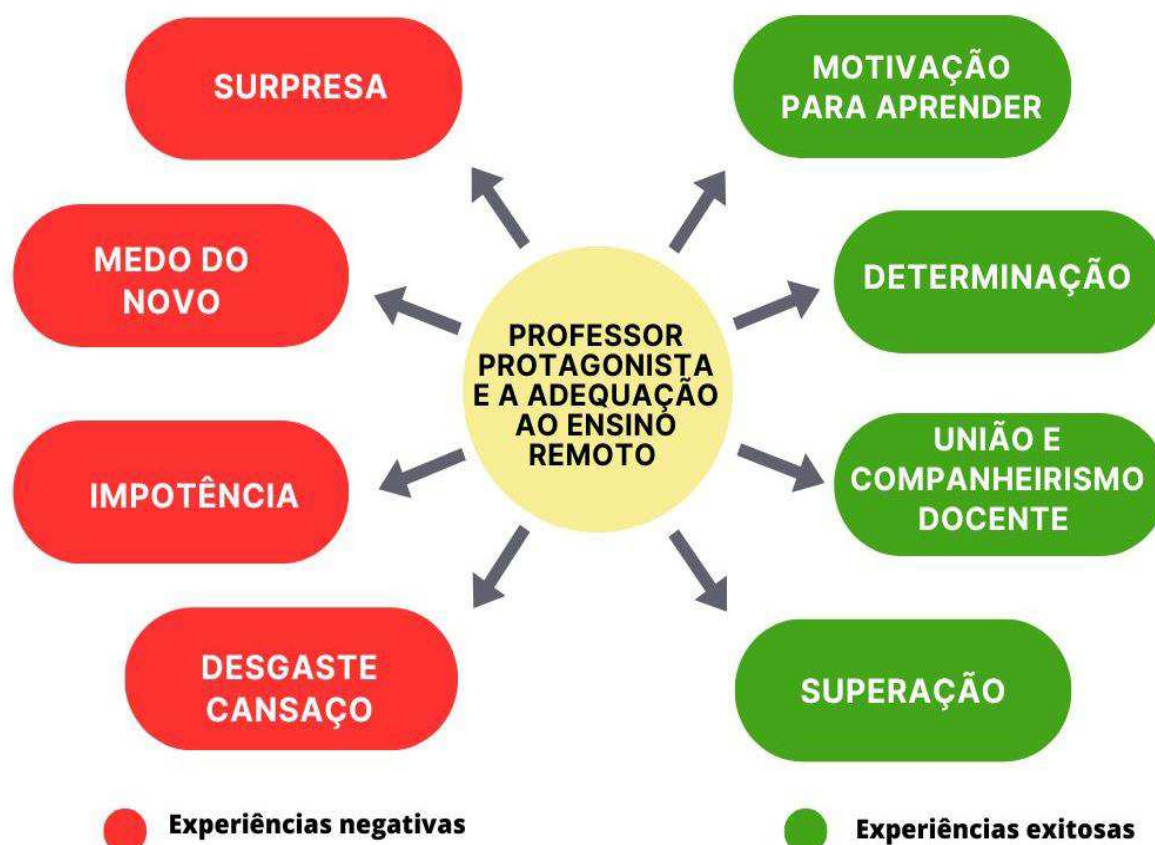 SURPRESA
MEDO DO
NOVO
IMPOTÊNCIA
DESGASTE
CANSAÇO
PROFESSOR
PROTAGONISTA
E A ADEQUAÇÃO
AO ENSINO
REMOTO
MOTIVAÇÃO
PARA APRENDER
DETERMINAÇÃO
UNIÃO E
COMPANHEIRISMO
DOCENTE
SUPERAÇÃO
Experiências negativas
Experiências exitosas